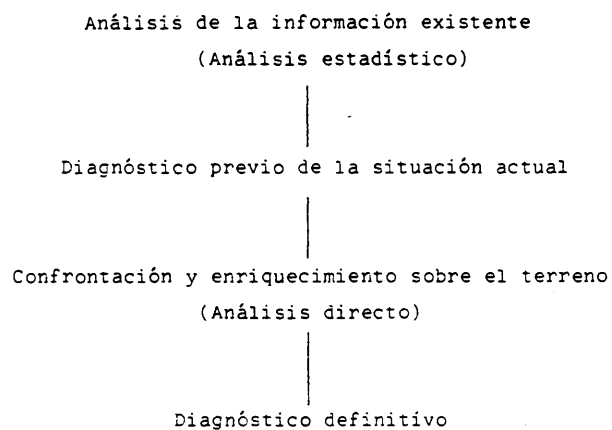 Análisis de la información existente
(Análisis estadístico)
Diagnóstico previo de la situación actual
Confrontación y enriquecimiento sobre el terreno
(Análisis directo)
Diagnóstico definitivo